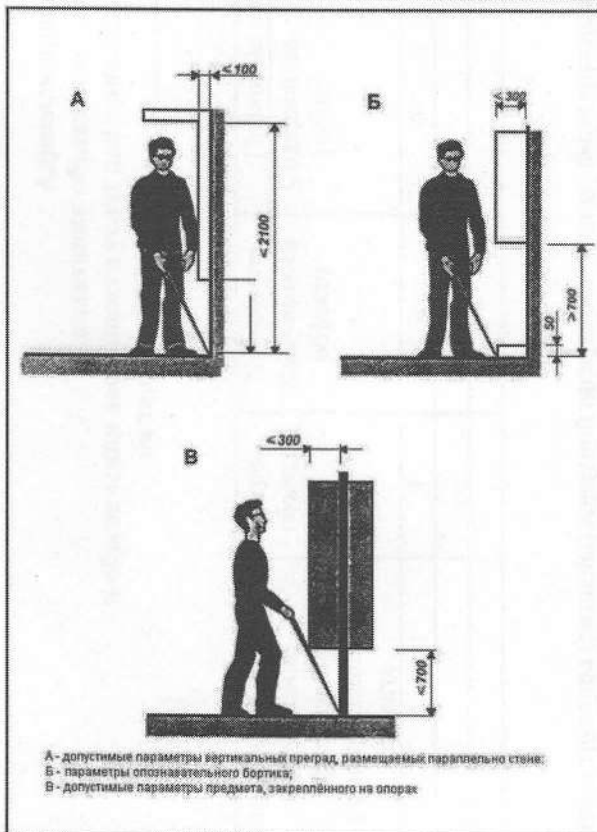 А
<100
<2100
Б
<300
>700
50
В
<300
<700
А - допустимые параметры вертикальных преград, размещаемых параллельно стене:
Б - параметры опознавательного бортика;
В - допустимые параметры предмета, закреплённого на опорах